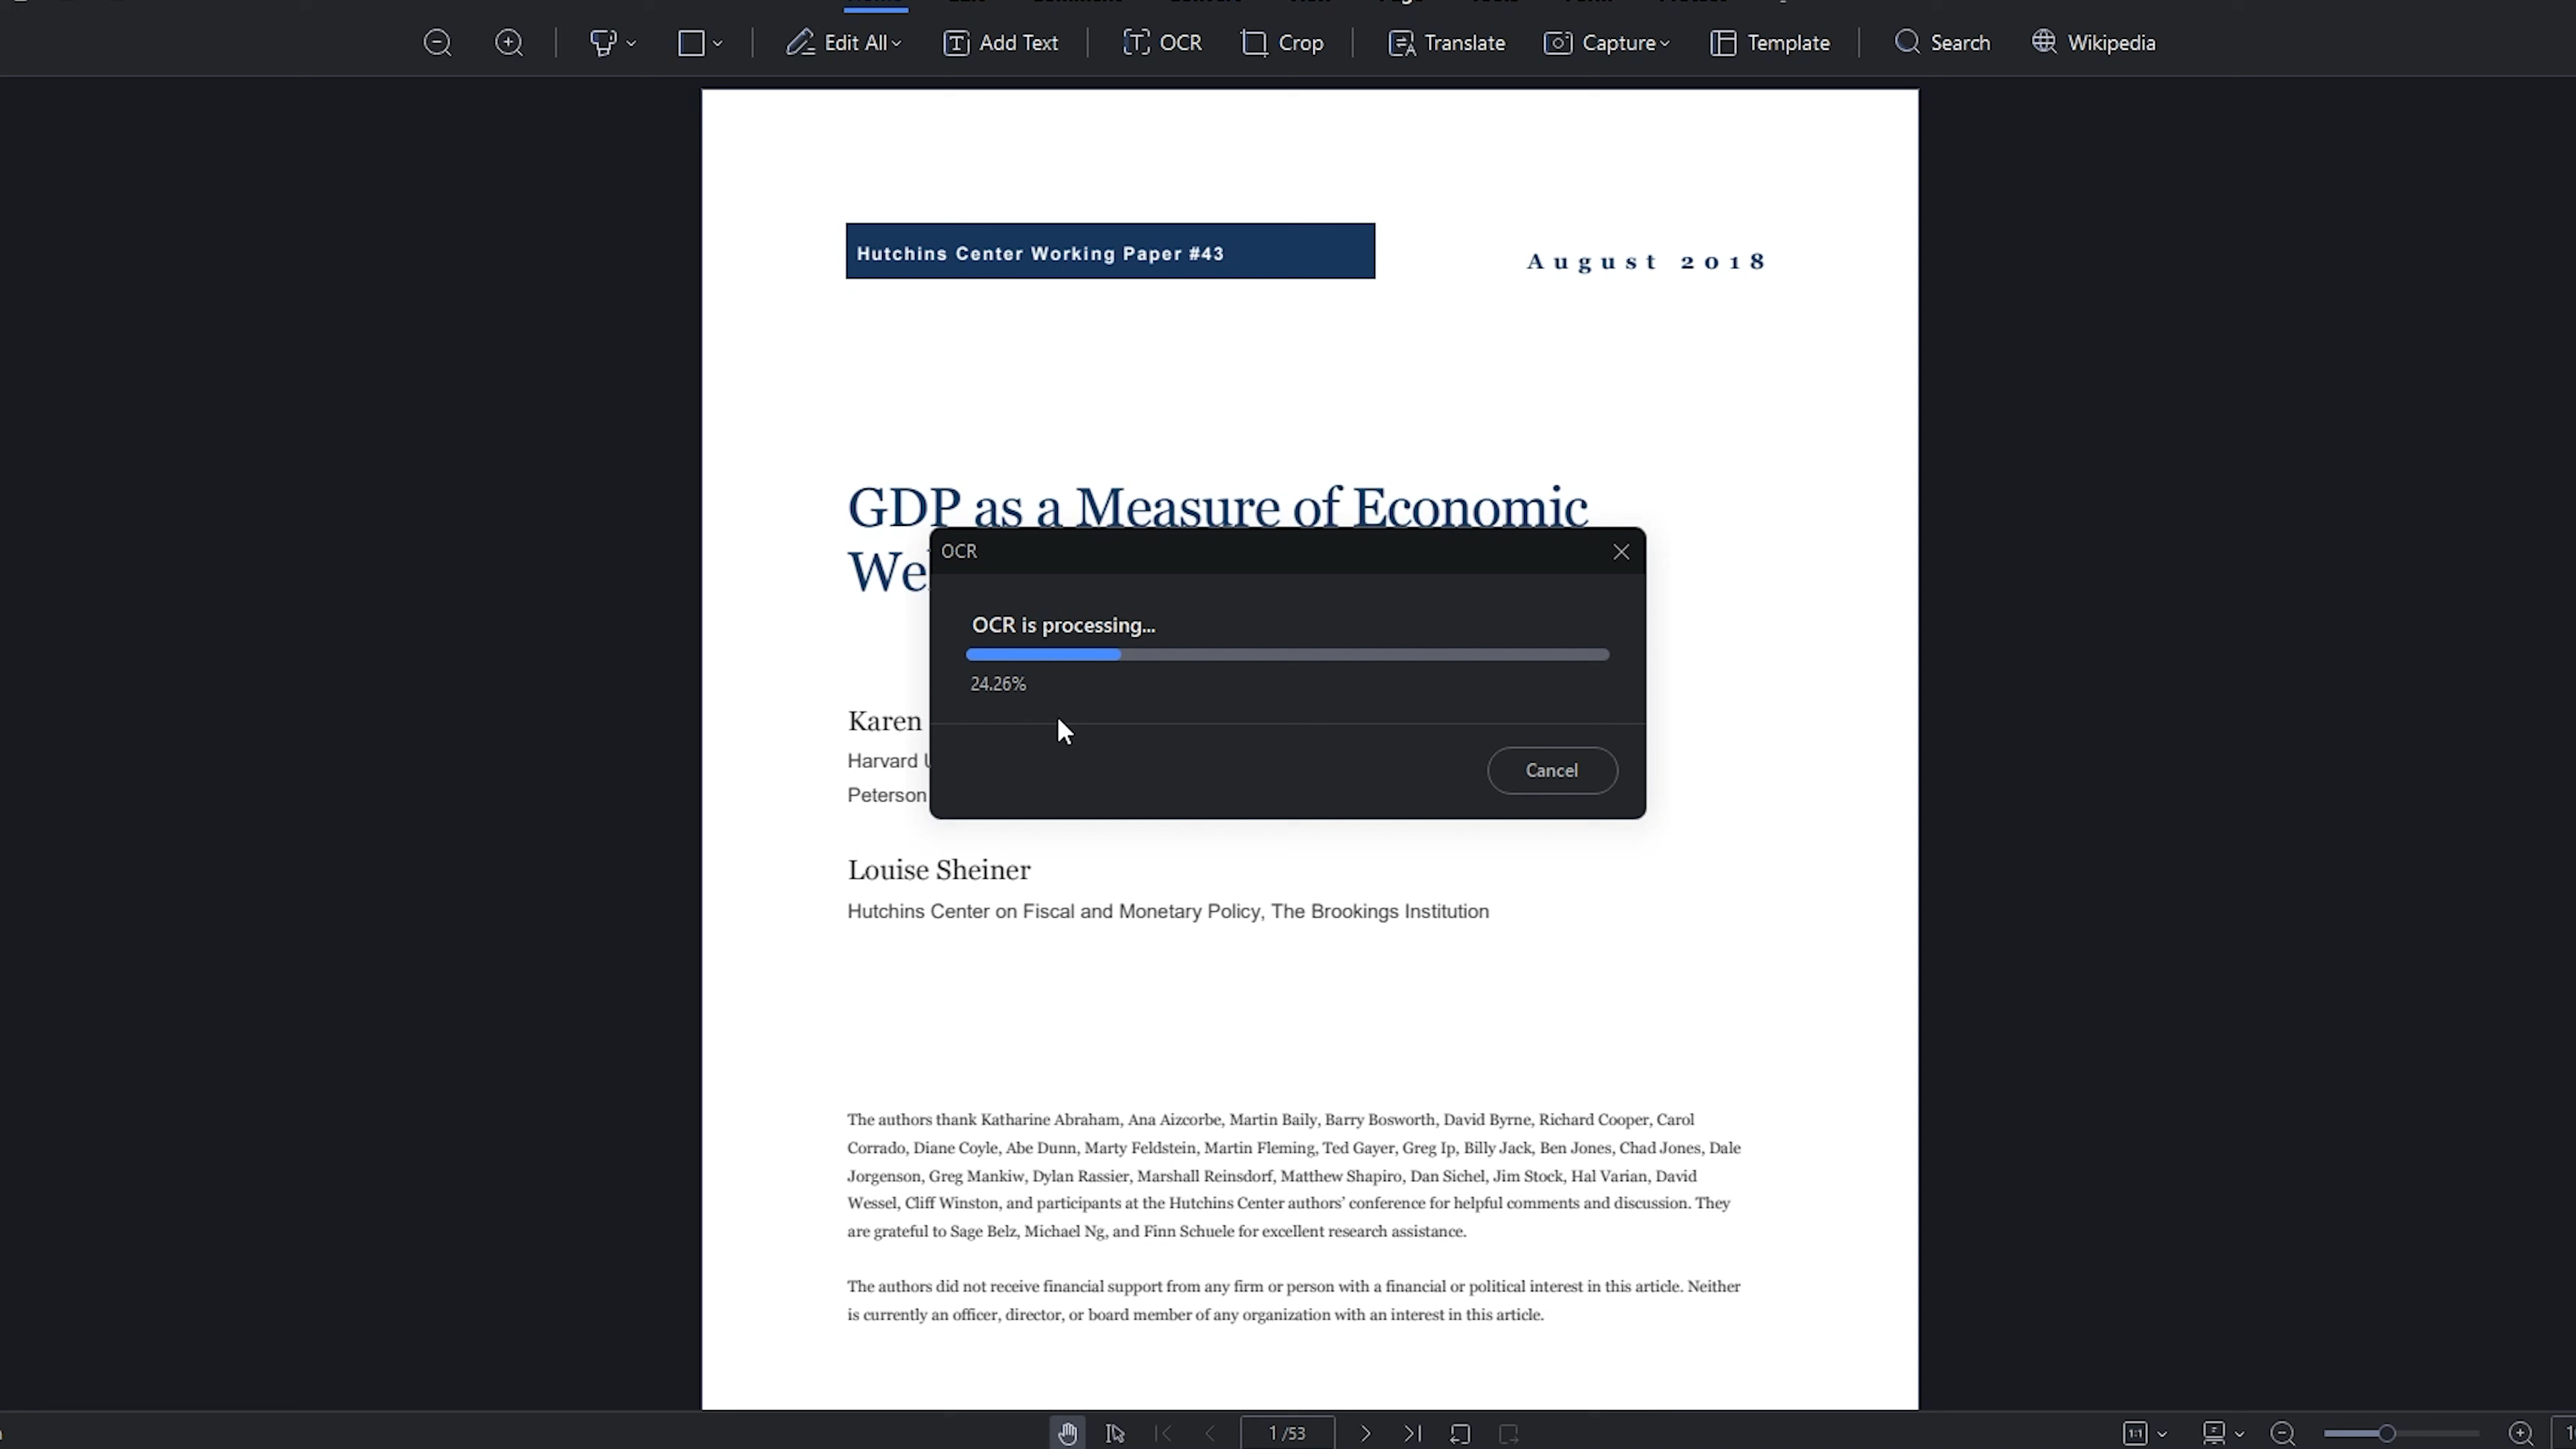 Edit All
Add Text
OCR
Crop
Translate
Capture
Template
Search
Wikipedia
Hutchins Center Working Paper #43
August 2018
GDP as a Measure of Economic
OCR
OCR is processing...
24.26%
Cancel
Karen
Harvard
Peterson
Louise Sheiner
Hutchins Center on Fiscal and Monetary Policy, The Brookings Institution
The authors thank Katharine Abraham, Ana Aizcorbe, Martin Baily, Barry Bosworth, David Byrne, Richard Cooper, Carol
Corrado, Diane Coyle, Abe Dunn, Marty Feldstein, Martin Fleming, Ted Gayer, Greg Ip, Billy Jack, Ben Jones, Chad Jones, Dale
Jorgenson, Greg Mankiw, Dylan Rassier, Marshall Reinsdorf, Matthew Shapiro, Dan Sichel, Jim Stock, Hal Varian, David
Wessel, Cliff Winston, and participants at the Hutchins Center authors' conference for helpful comments and discussion. They
are grateful to Sage Belz, Michael Ng, and Finn Schuele for excellent research assistance.
The authors did not receive financial support from any firm or person with a financial or political interest in this article. Neither
is currently an officer, director, or board member of any organization with an interest in this article.
1 /53